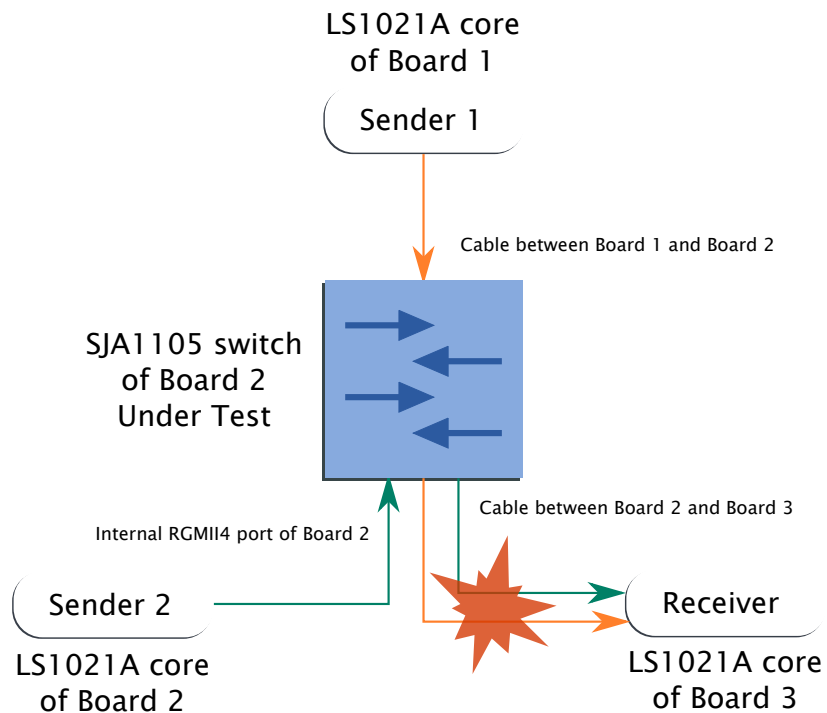 LS1021A core
of Board 1
Sender 1
Cable between Board 1 and Board 2
SJA1105 switch
of Board 2
Under Test
Cable between Board 2 and Board 3
Internal RGMII4 port of Board 2
Sender 2
LS1021A core
of Board 2
Receiver
LS1021A core
of Board 3